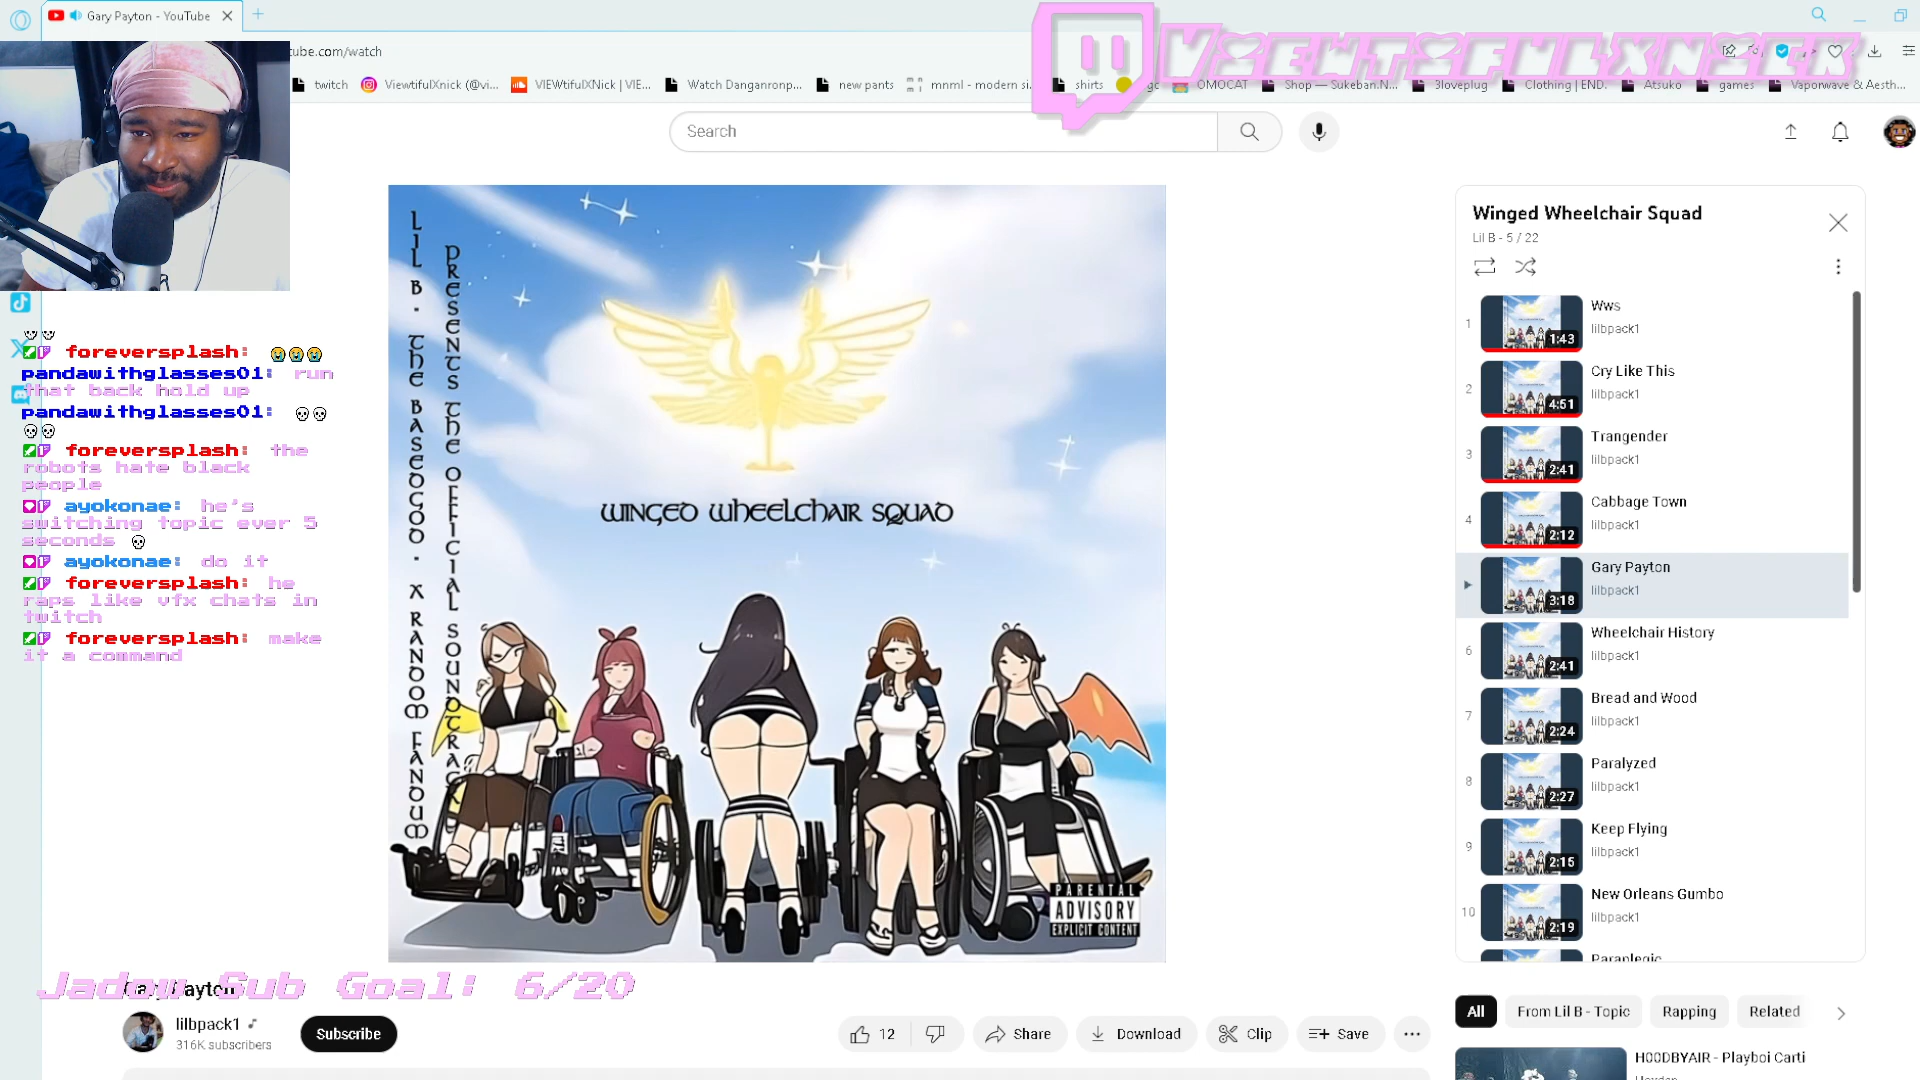 Gary Payton - YouTube
VIEWTIFULXNICK
tube.com/watch
twitch
ViewtifulXnick (@vi...
VIEWtifulXNick | VIE...
Watch Danganronp...
new pants
mnml - modern si...
shirts
OMOCAT
Shop — Sukeban.N...
3loveplug
Clothing | END.
Atsuko
games
Vaporwave & Aesth...
Search
foreversplash:
pandawithglasses01: run
that back hold up
pandawithglasses01:
foreversplash: the
robots hate black
people
ayokonae: he's
switching topic ever 5
seconds
ayokonae: do it
foreversplash: he
raps like vfx chats in
twitch
foreversplash: make
it a command
LIL B · THE BASEDGOD · X RANDOM FANDUM
PRESENTS THE OFFICIAL SOUNDTRACK
WINGED WHEELCHAIR SQUAD
PARENTAL
ADVISORY
EXPLICIT CONTENT
Winged Wheelchair Squad
Lil B - 5 / 22
1
1:43
Wws
lilbpack1
2
4:51
Cry Like This
lilbpack1
3
2:41
Trangender
lilbpack1
4
2:12
Cabbage Town
lilbpack1
3:18
Gary Payton
lilbpack1
6
2:41
Wheelchair History
lilbpack1
7
2:24
Bread and Wood
lilbpack1
8
2:27
Paralyzed
lilbpack1
9
2:15
Keep Flying
lilbpack1
10
2:19
New Orleans Gumbo
lilbpack1
Paraplegic
Jadow Sub Goal: 6/20
Gary Payton
lilbpack1
316K subscribers
Subscribe
12
Share
Download
Clip
Save
All
From Lil B - Topic
Rapping
Related
H00DBYAIR - Playboi Carti